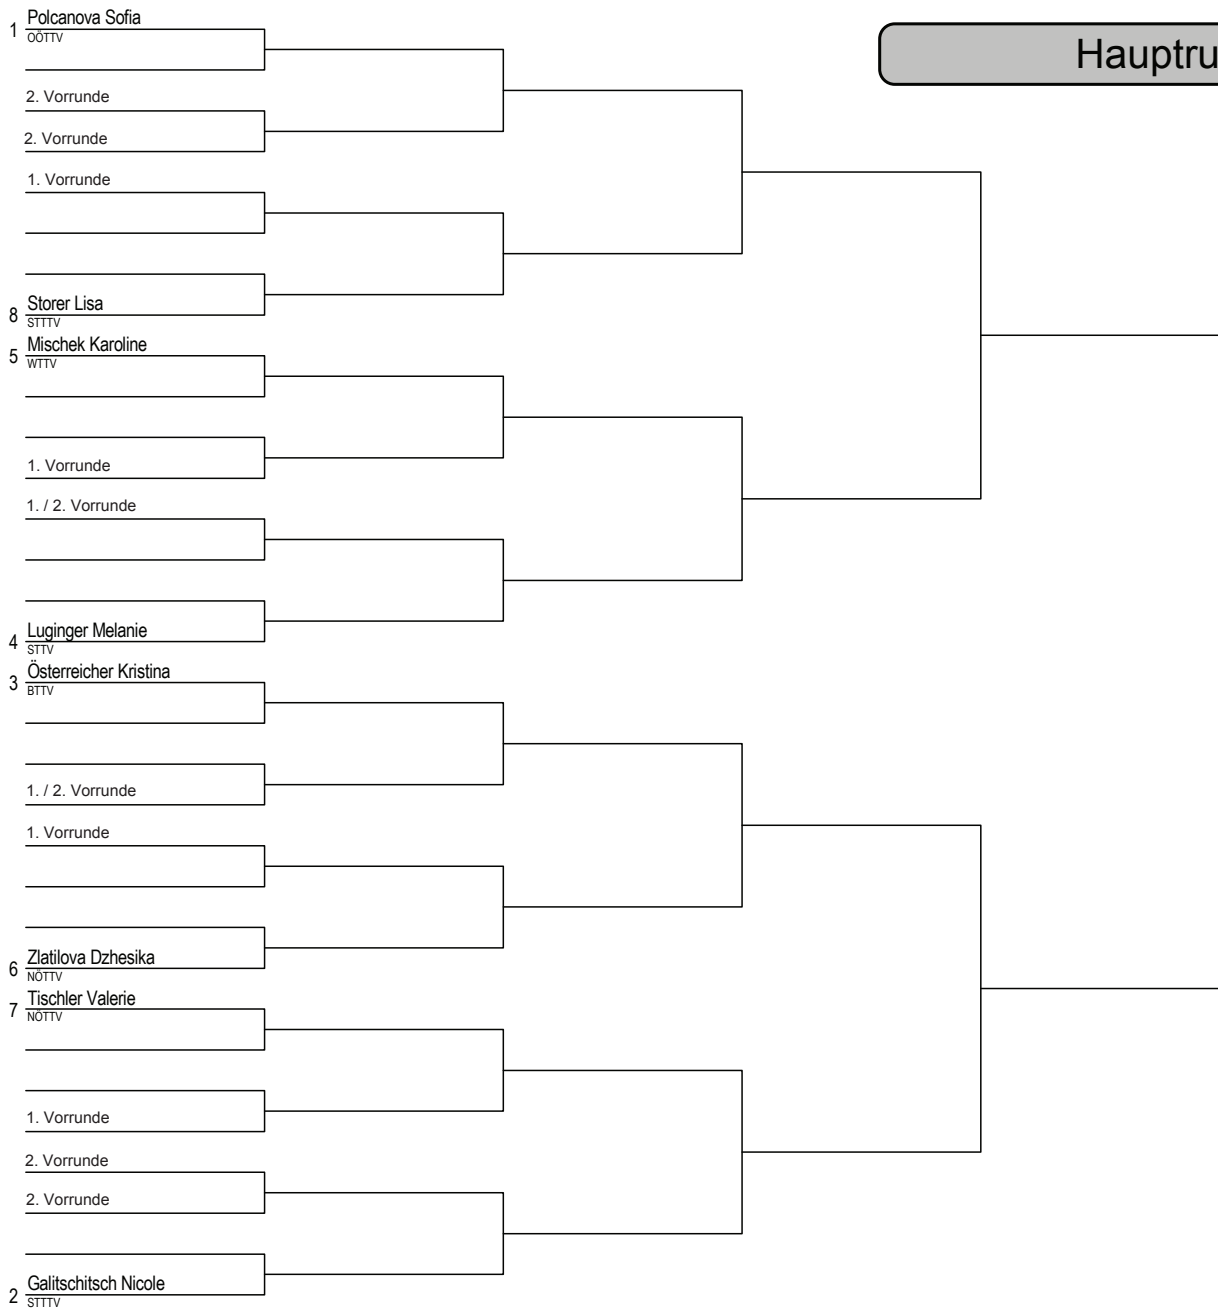 Polcanova Sofia
1
OÖTTV
Hauptru
2. Vorrunde
2. Vorrunde
1. Vorrunde
Storer Lisa
8
STTTV
Mischek Karoline
5
WTTV
1. Vorrunde
1. / 2. Vorrunde
Luginger Melanie
4
STTV
Österreicher Kristina
3
BTTV
1. / 2. Vorrunde
1. Vorrunde
Zlatilova Dzhesika
6
NÖTTV
Tischler Valerie
7
NÖTTV
1. Vorrunde
2. Vorrunde
2. Vorrunde
Galitschitsch Nicole
2
STTTV